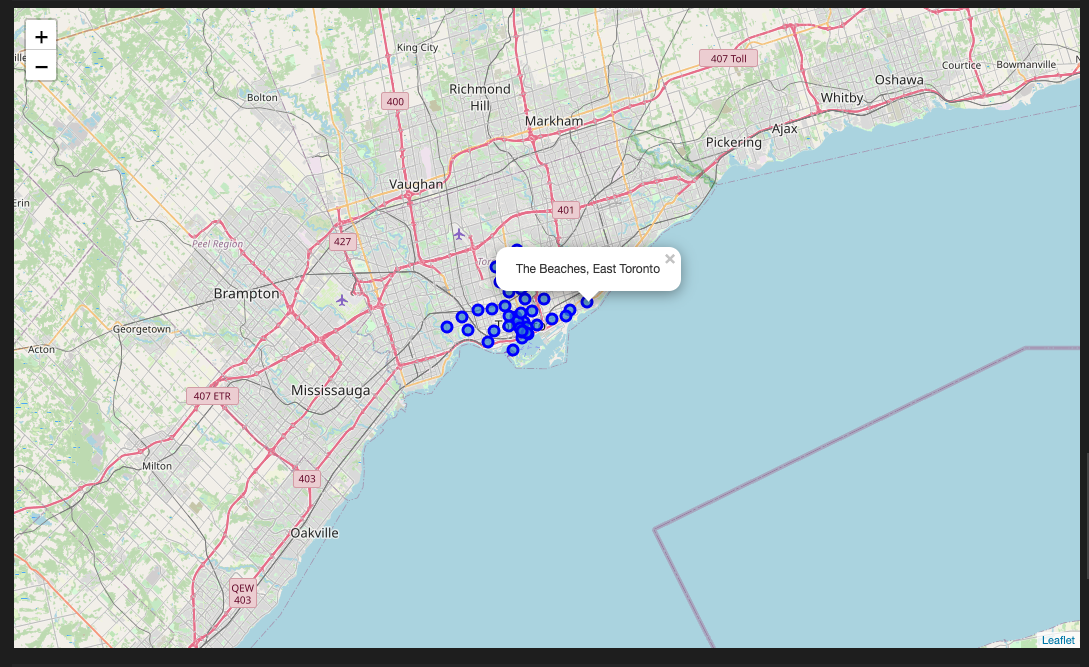 +
−
King City
407 Toll
Courtice
Bowmanville
Oshawa
Whitby
Bolton
400
Richmond
Hill
Markham
Ajax
Pickering
Vaughan
401
Erin
Peel Region
427
The Beaches, East Toronto
×
Brampton
Georgetown
Acton
Mississauga
407 ETR
Milton
403
Oakville
QEW
403
Leaflet